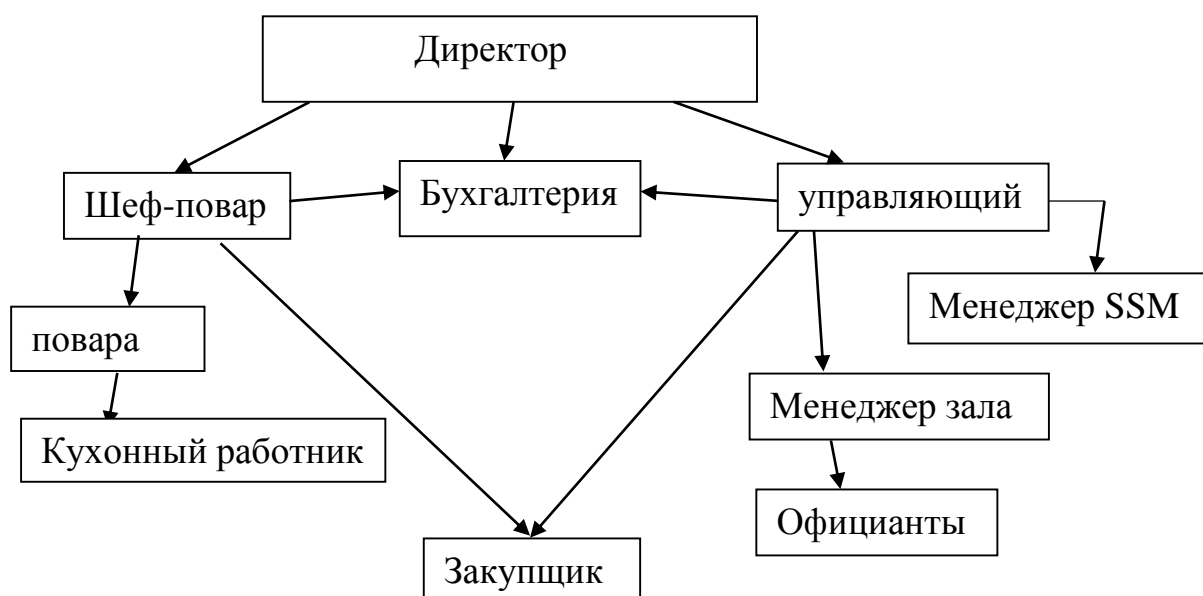 Директор
Шеф-повар
Бухгалтерия
управляющий
Менеджер SSM
повара
Менеджер зала
Кухонный работник
Официанты
Закупщик